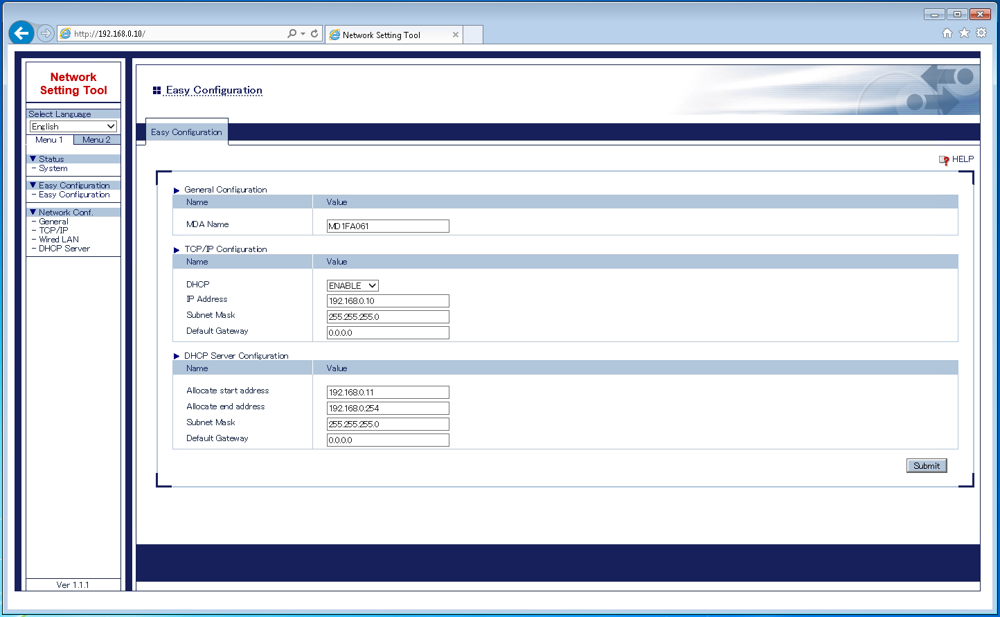 http://192.168.0.10/
Network Setting Tool
Network
Setting Tool
Select Language
English
Menu 1 Menu 2
▼ Status
- System
▼ Easy Configuration
- Easy Configuration
▼ Network Conf.
- General
- TCP/IP
- Wired LAN
- DHCP Server
Ver 1.1.1
Easy Configuration
Easy Configuration
HELP
General Configuration
Name Value
MDA Name MD1FA061
TCP/IP Configuration
Name Value
DHCP ENABLE
IP Address 192.168.0.10
Subnet Mask 255.255.255.0
Default Gateway 0.0.0.0
DHCP Server Configuration
Name Value
Allocate start address 192.168.0.11
Allocate end address 192.168.0.254
Subnet Mask 255.255.255.0
Default Gateway 0.0.0.0
Submit